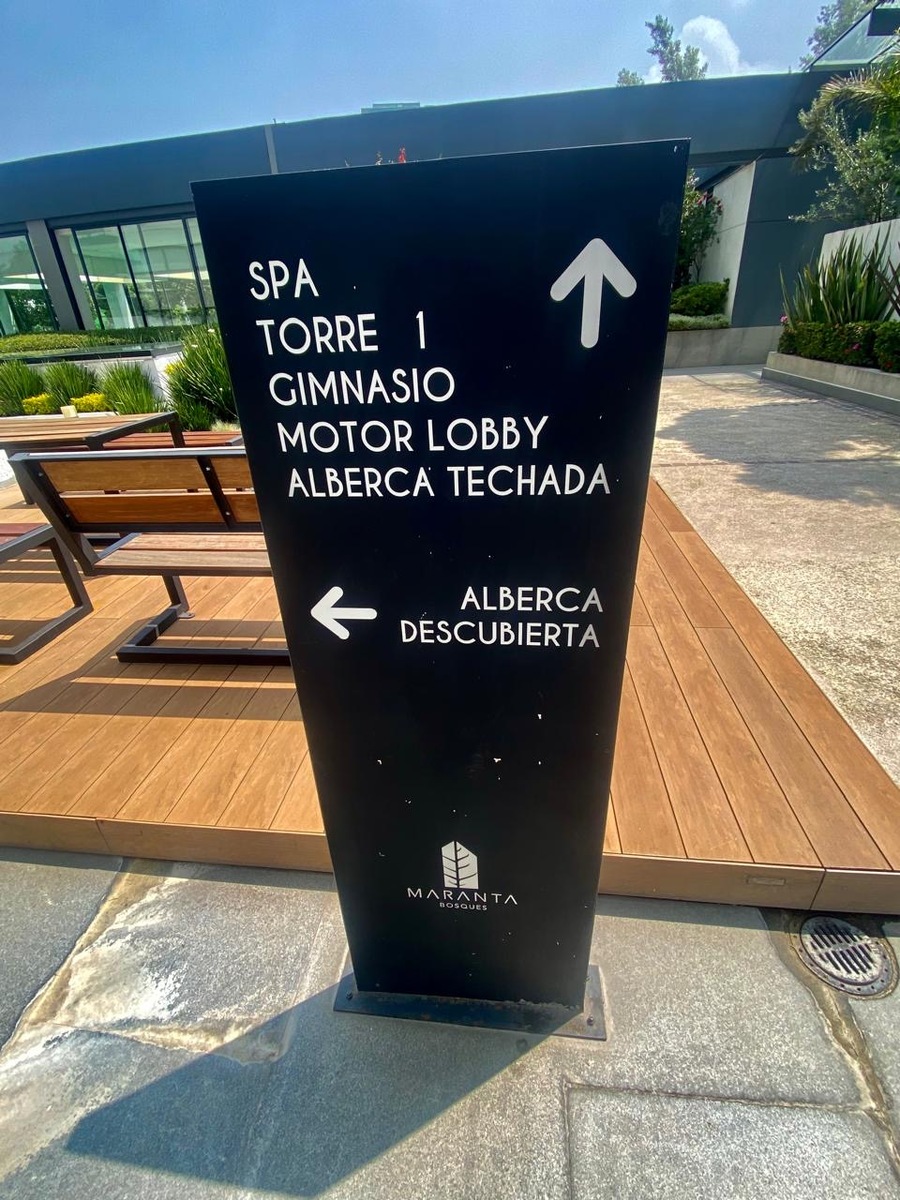 SPA
TORRE 1
GIMNASIO
MOTOR LOBBY
ALBERCA TECHADA
ALBERCA
DESCUBIERTA
MARANTA
BOSQUES